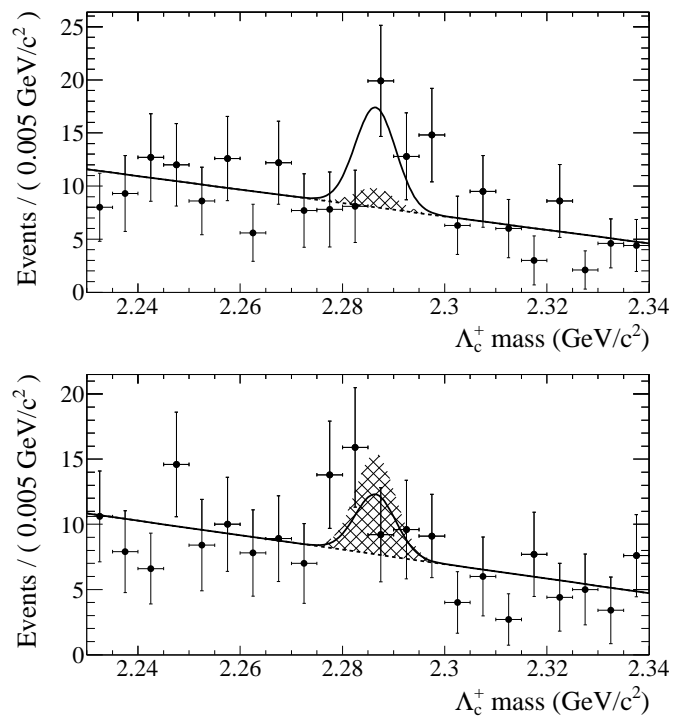 Events / ( 0.005 GeV/c² )
25
20
15
10
5
0
2.24 2.26 2.28 2.3 2.32 2.34
Λc⁺ mass (GeV/c²)
Events / ( 0.005 GeV/c² )
20
15
10
5
0
2.24 2.26 2.28 2.3 2.32 2.34
Λc⁺ mass (GeV/c²)